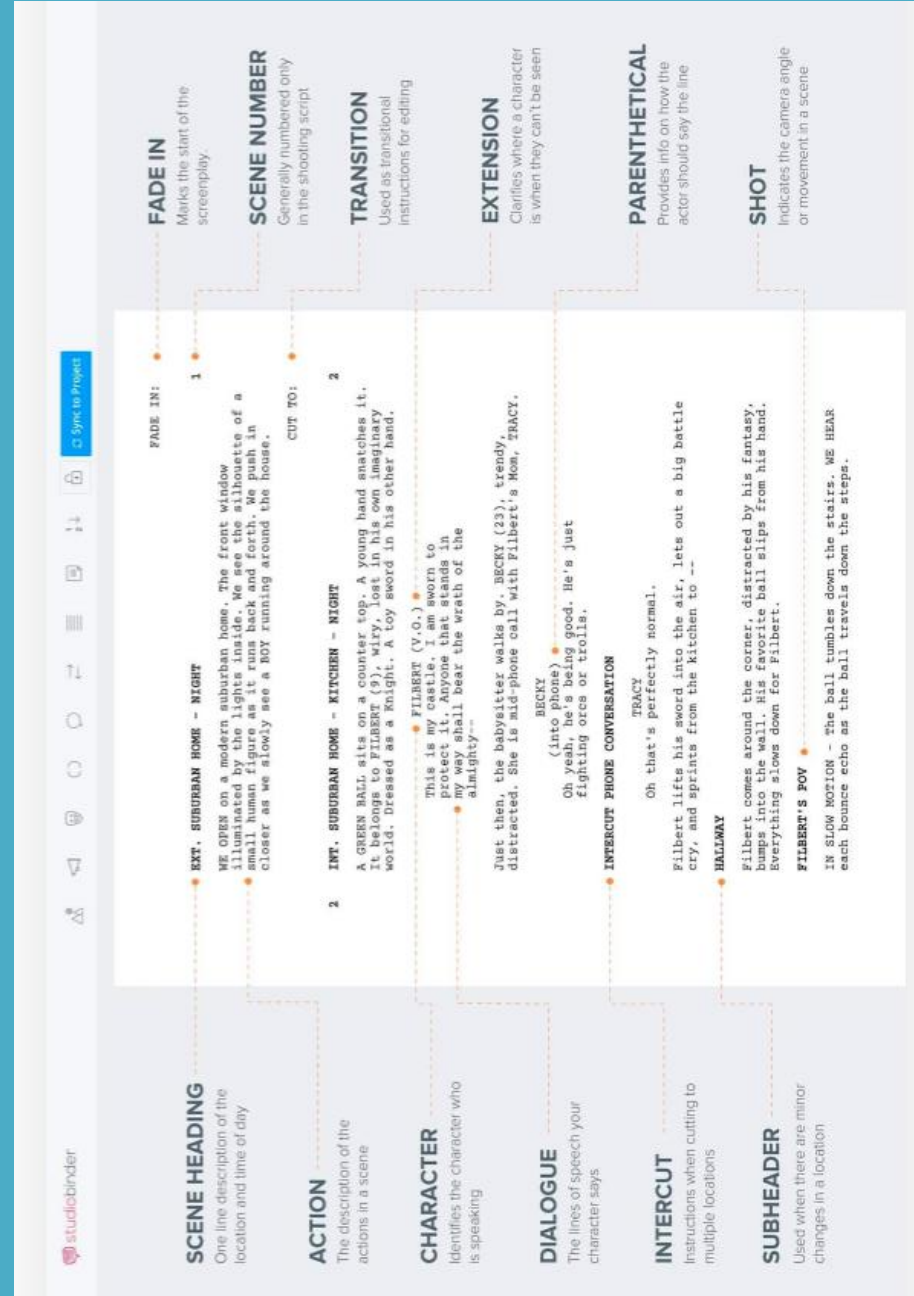 studiobinder
Sync to Project
SCENE HEADING
One line description of the
location and time of day
ACTION
The description of the
actions in a scene
CHARACTER
Identifies the character who
is speaking
DIALOGUE
The lines of speech your
character says
INTERCUT
Instructions when cutting to
multiple locations
SUBHEADER
Used when there are minor
changes in a location
FADE IN:
EXT. SUBURBAN HOME - NIGHT 1
WE OPEN on a modern suburban home. The front window
illuminated by the lights inside. We see the silhouette of a
small human figure as it runs back and forth. We push in
closer as we slowly see a BOY running around the house.
CUT TO:
2 INT. SUBURBAN HOME - KITCHEN - NIGHT 2
A GREEN BALL sits on a counter top. A young hand snatches it.
It belongs to FILBERT (9), wiry, lost in his own imaginary
world. Dressed as a Knight. A toy sword in his other hand.
FILBERT (V.O.)
This is my castle. I am sworn to
protect it. Anyone that stands in
my way shall bear the wrath of the
almighty--
Just then, the babysitter walks by. BECKY (23), trendy,
distracted. She is mid-phone call with Filbert's Mom, TRACY.
BECKY
(into phone)
Oh yeah, he's being good. He's just
fighting orcs or trolls.
INTERCUT PHONE CONVERSATION
TRACY
Oh that's perfectly normal.
Filbert lifts his sword into the air, lets out a big battle
cry, and sprints from the kitchen to --
HALLWAY
Filbert comes around the corner, distracted by his fantasy,
bumps into the wall. His favorite ball slips from his hand.
Everything slows down for Filbert.
FILBERT'S POV
IN SLOW MOTION - The ball tumbles down the stairs. WE HEAR
each bounce echo as the ball travels down the steps.
FADE IN
Marks the start of the
screenplay.
SCENE NUMBER
Generally numbered only
in the shooting script
TRANSITION
Used as transitional
instructions for editing
EXTENSION
Clarifies where a character
is when they can't be seen
PARENTHETICAL
Provides info on how the
actor should say the line
SHOT
Indicates the camera angle
or movement in a scene